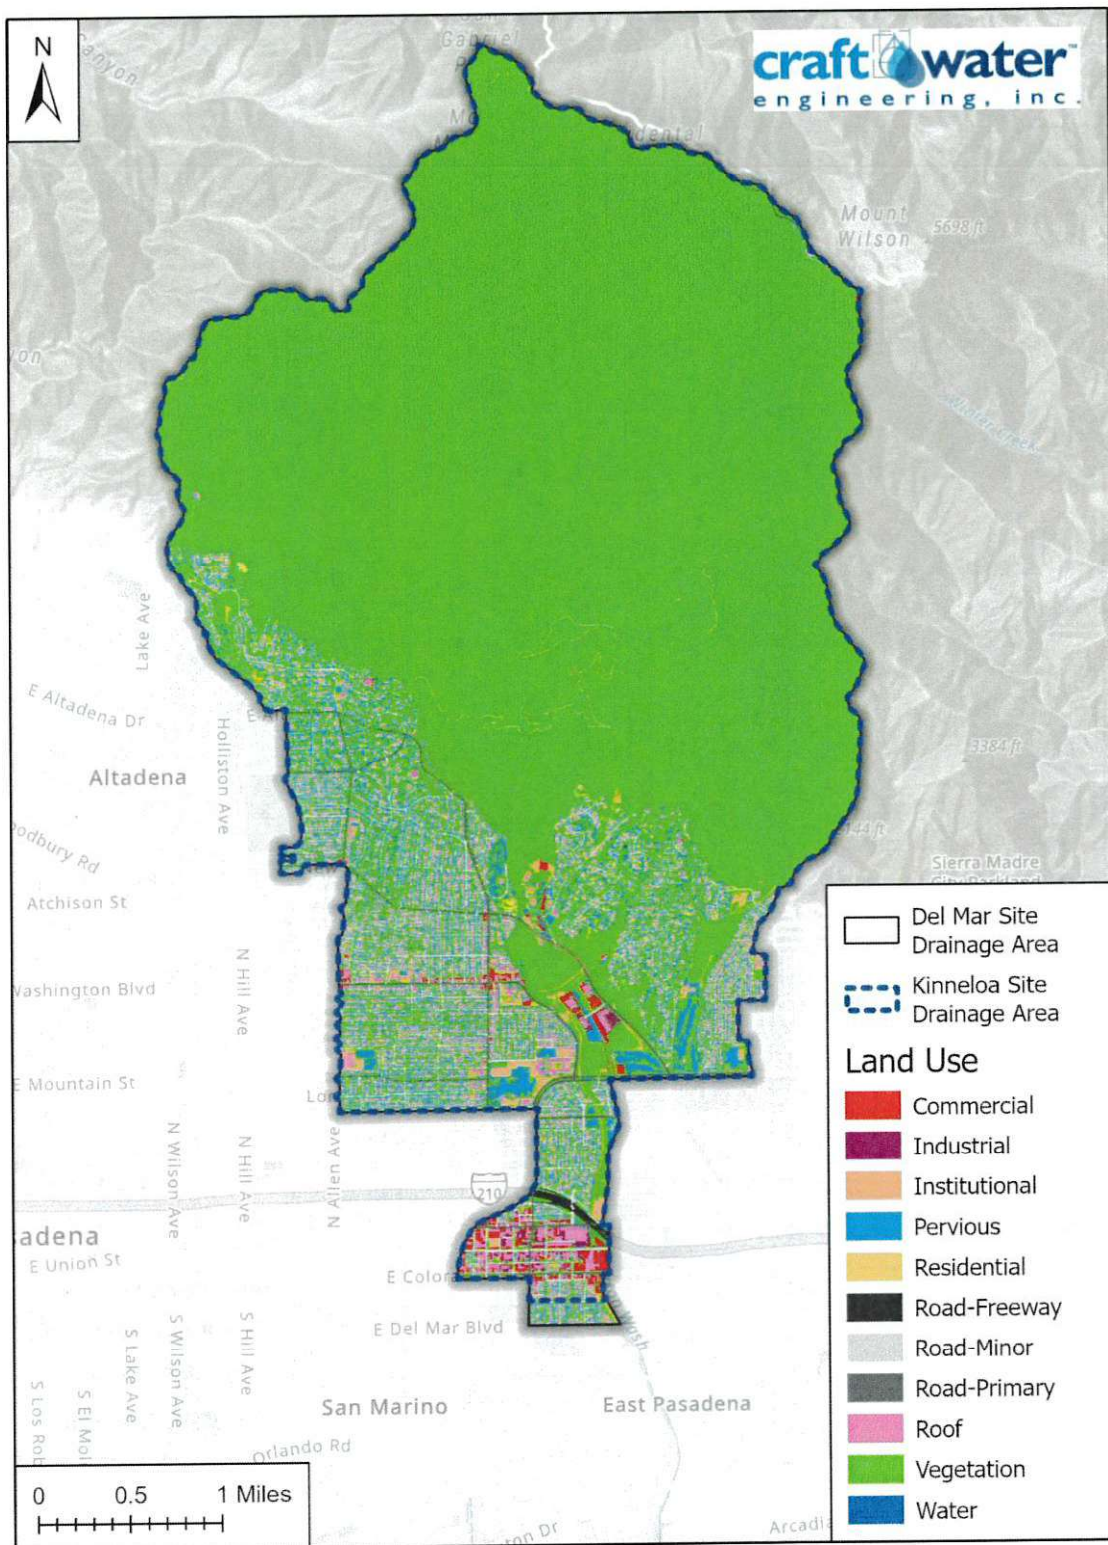 N
craft water™
engineering, inc.
Canyon
Gabriel
Mount
Wilson
5698 ft
Lake Ave
E Altadena Dr
Holliston Ave
Altadena
3384 ft
Atchison St
Sierra Madre
N Hill Ave
Washington Blvd
E Mountain St
N Wilson Ave
N Hill Ave
N Allen Ave
210
E Union St
E Del Mar Blvd
S Lake Ave
S Wilson Ave
S Hill Ave
San Marino
East Pasadena
Orlando Rd
Del Mar Site
Drainage Area
Kinneloa Site
Drainage Area
Land Use
Commercial
Industrial
Institutional
Pervious
Residential
Road-Freeway
Road-Minor
Road-Primary
Roof
Vegetation
Water
0 0.5 1 Miles